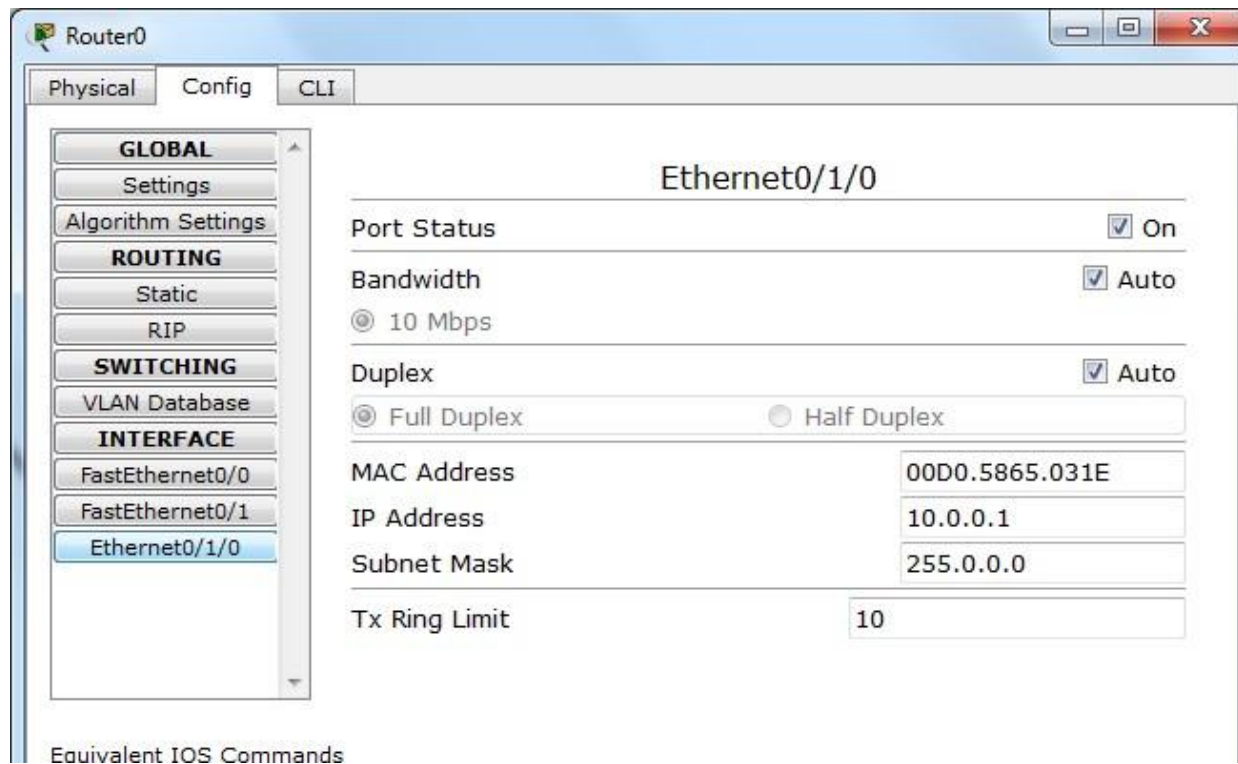 Router0
Physical Config CLI
GLOBAL
Settings
Algorithm Settings
ROUTING
Static
RIP
SWITCHING
VLAN Database
INTERFACE
FastEthernet0/0
FastEthernet0/1
Ethernet0/1/0
Ethernet0/1/0
Port Status On
Bandwidth Auto
10 Mbps
Duplex Auto
Full Duplex Half Duplex
MAC Address 00D0.5865.031E
IP Address 10.0.0.1
Subnet Mask 255.0.0.0
Tx Ring Limit 10
Equivalent IOS Commands